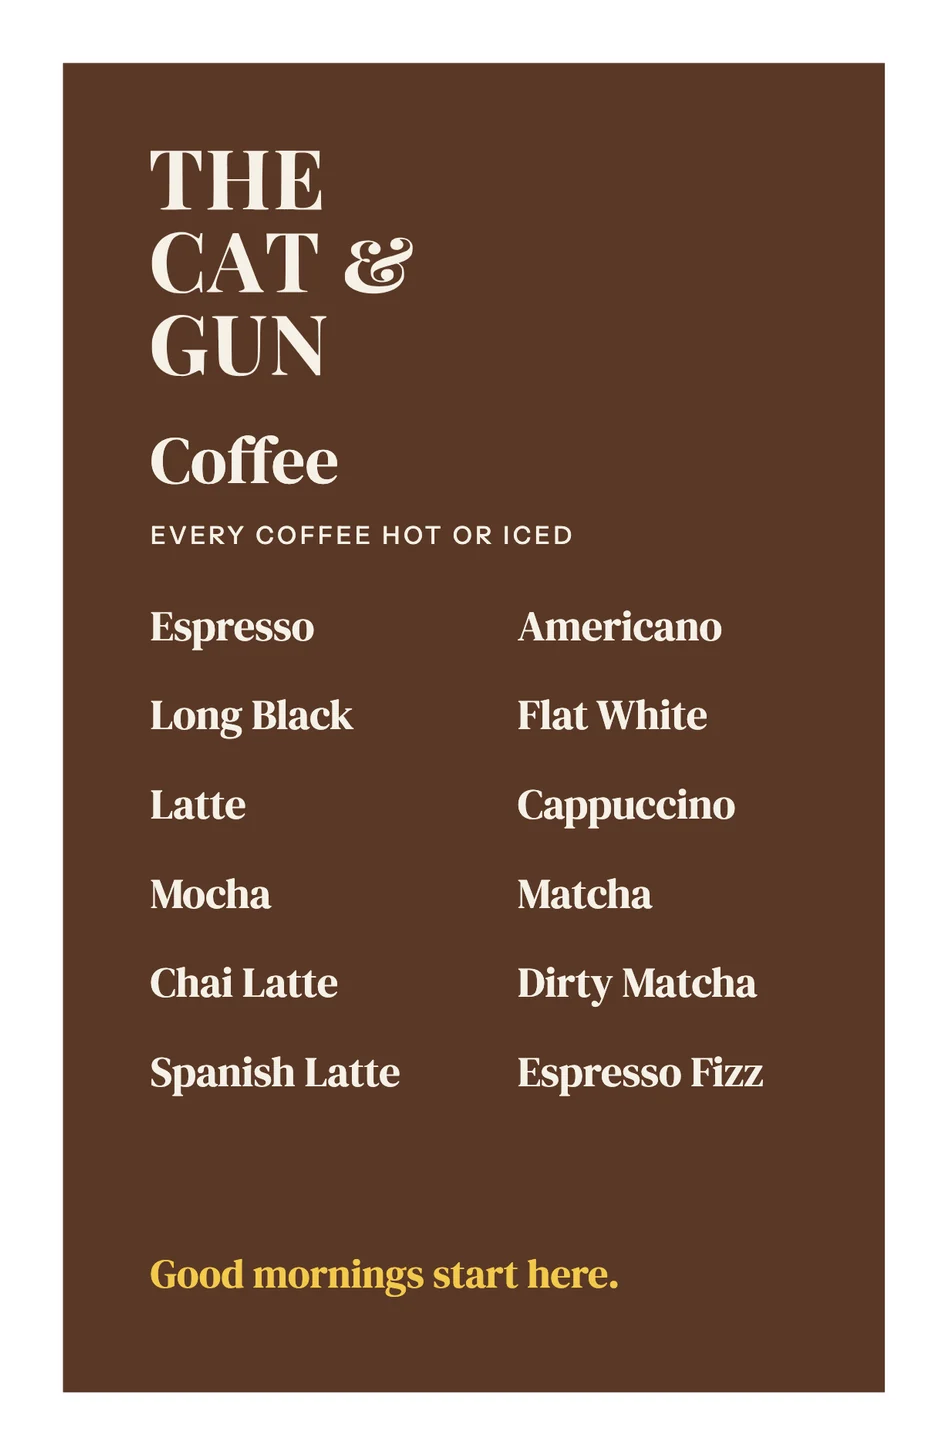 THE
CAT &
GUN
Coffee
EVERY COFFEE HOT OR ICED
Espresso
Americano
Long Black
Flat White
Latte
Cappuccino
Mocha
Matcha
Chai Latte
Dirty Matcha
Spanish Latte
Espresso Fizz
Good mornings start here.